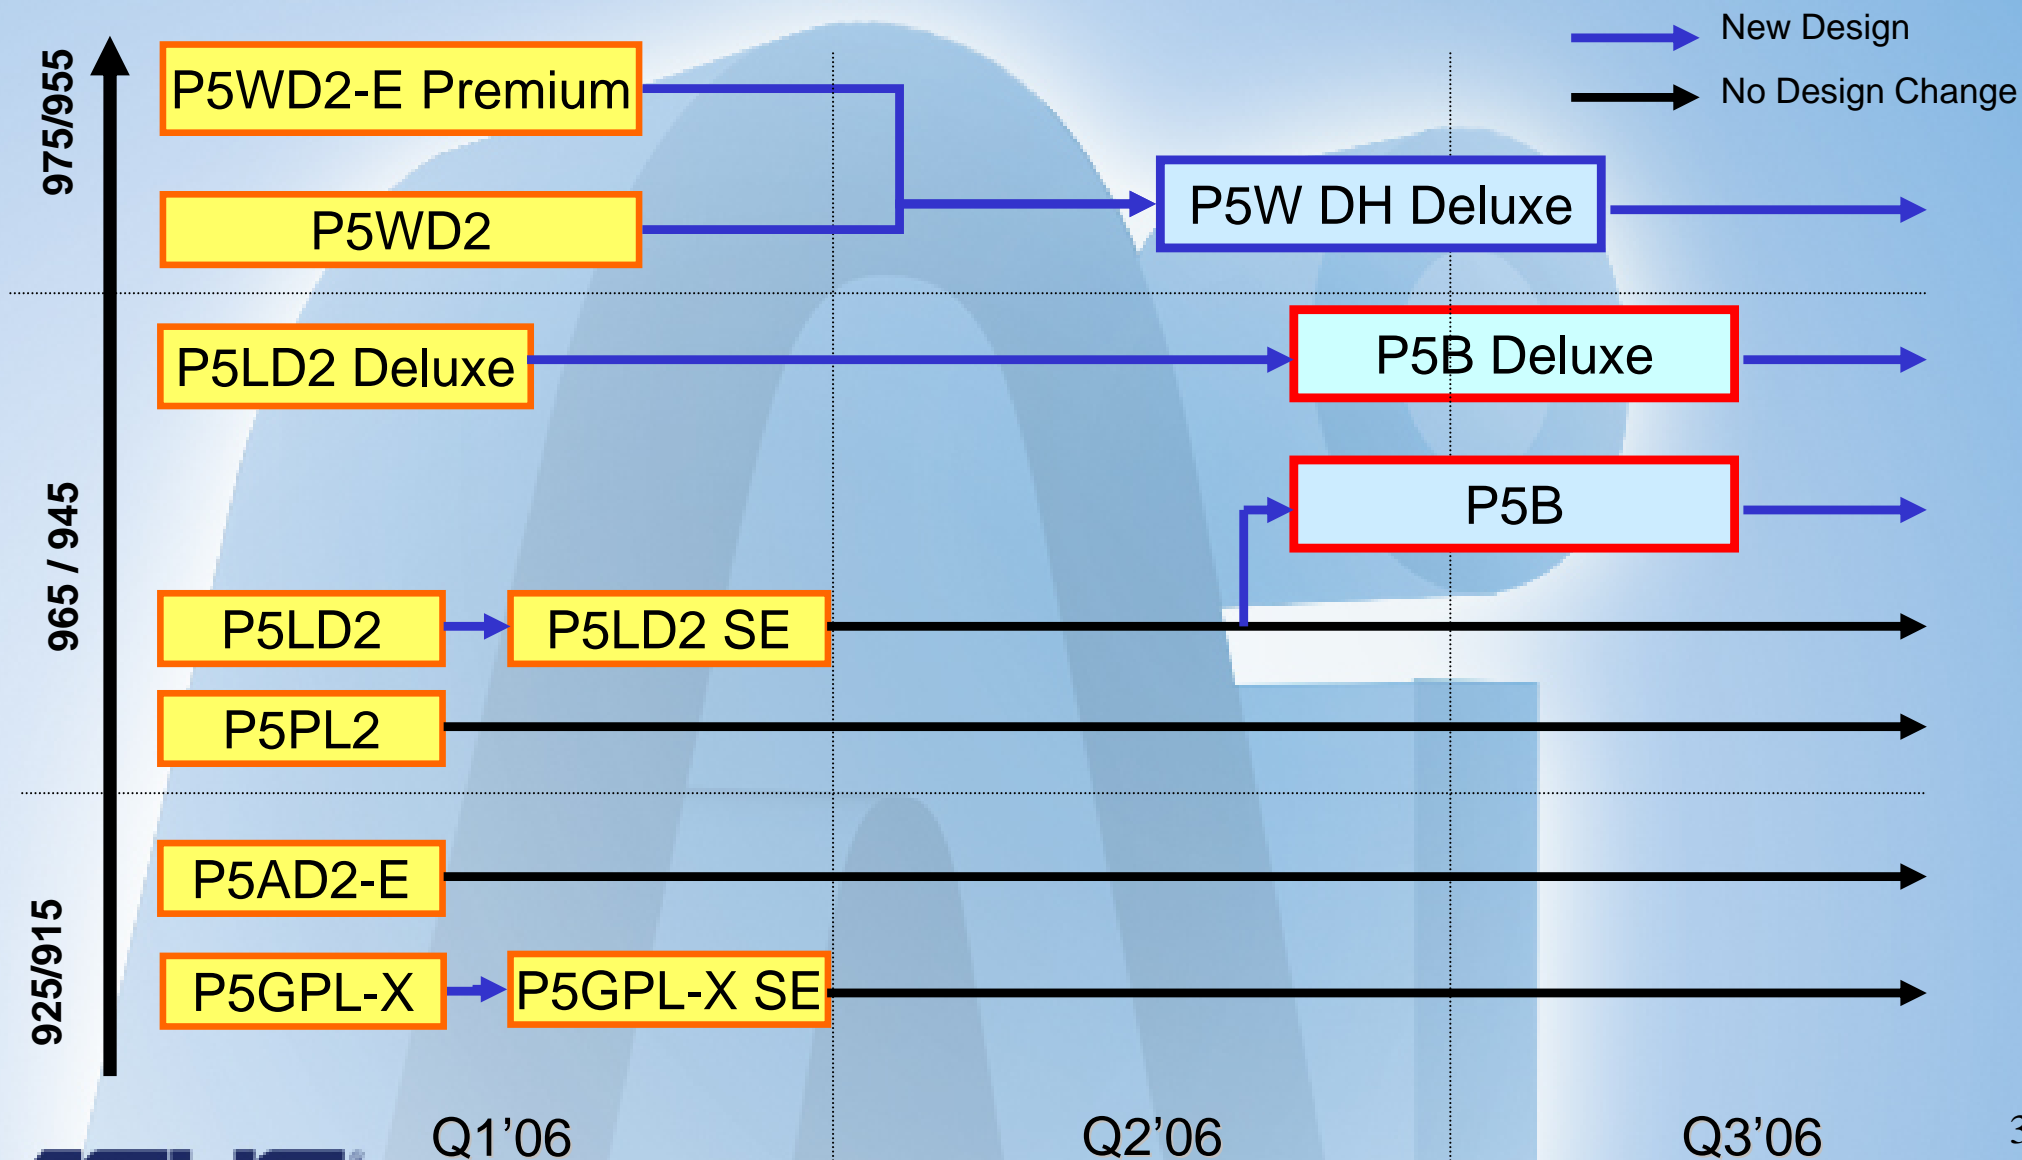 New Design
No Design Change
975/955
P5WD2-E Premium
P5WD2
P5W DH Deluxe
P5LD2 Deluxe
P5B Deluxe
965 / 945
P5B
P5LD2
P5LD2 SE
P5PL2
925/915
P5AD2-E
P5GPL-X
P5GPL-X SE
Q1’06
Q2’06
Q3’06
3